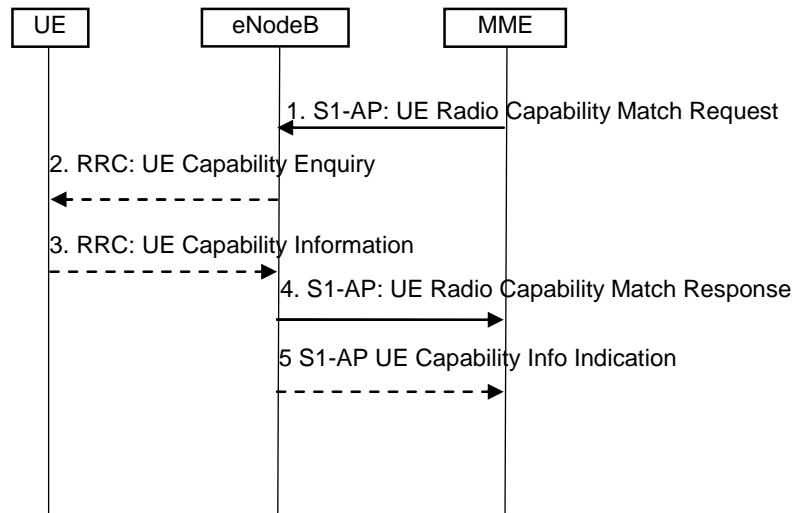 UE
eNodeB
MME
1. S1-AP: UE Radio Capability Match Request
2. RRC: UE Capability Enquiry
3. RRC: UE Capability Information
4. S1-AP: UE Radio Capability Match Response
5 S1-AP UE Capability Info Indication